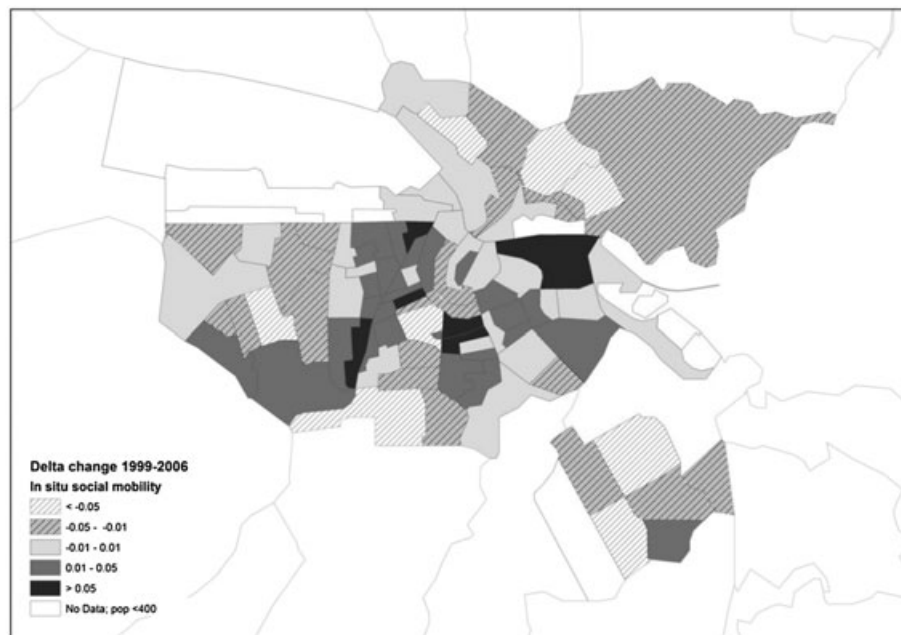 Delta change 1999-2006
In situ social mobility
< -0.05
-0.05 - -0.01
-0.01 - 0.01
0.01 - 0.05
> 0.05
No Data; pop <400